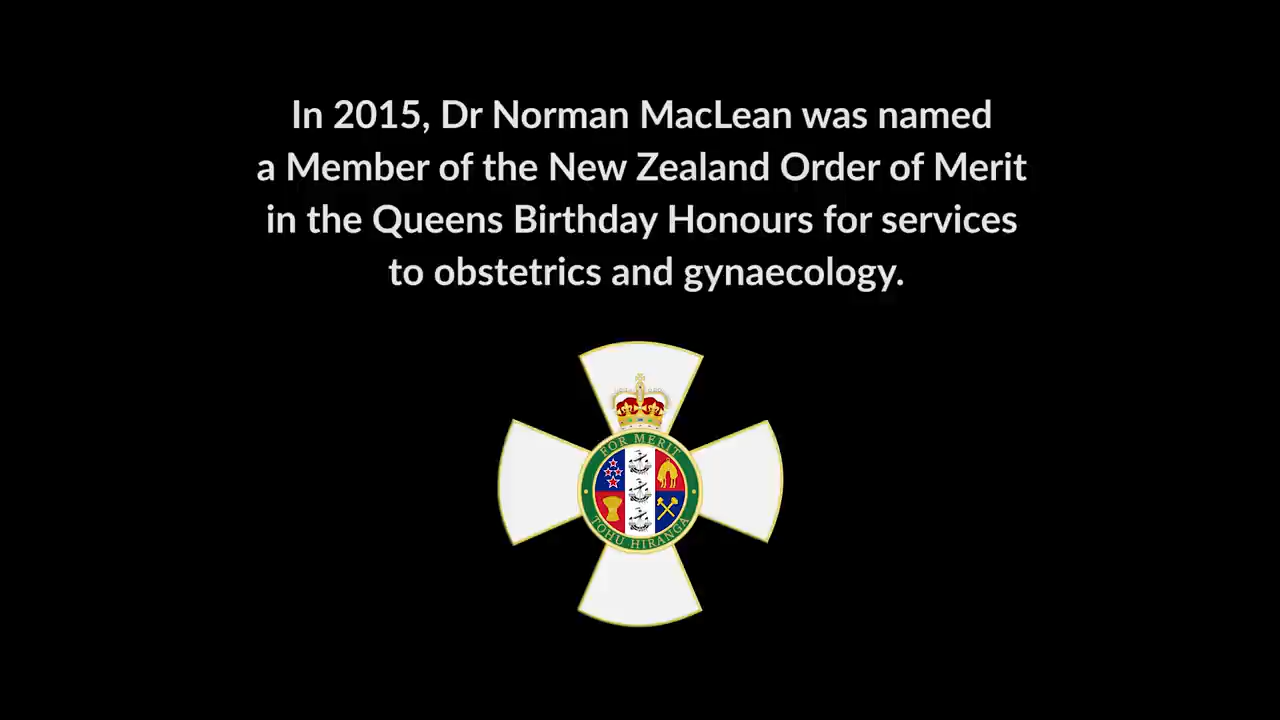 In 2015, Dr Norman MacLean was named
a Member of the New Zealand Order of Merit
in the Queens Birthday Honours for services
to obstetrics and gynaecology.
FOR MERIT
TOHU HIRANGA